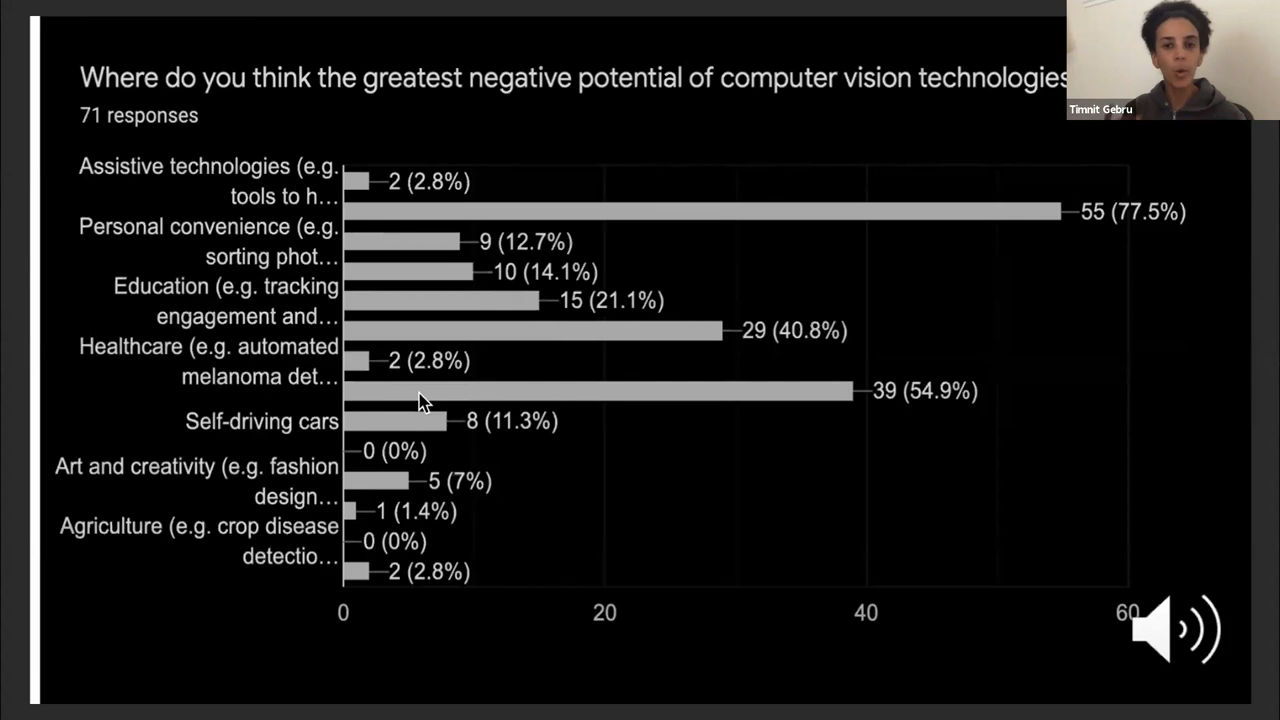 Where do you think the greatest negative potential of computer vision technologies
71 responses
Timnit Gebru
Assistive technologies (e.g.
tools to h…
2 (2.8%)
55 (77.5%)
Personal convenience (e.g.
sorting phot…
9 (12.7%)
10 (14.1%)
Education (e.g. tracking
engagement and…
15 (21.1%)
29 (40.8%)
Healthcare (e.g. automated
melanoma det…
2 (2.8%)
39 (54.9%)
Self-driving cars
8 (11.3%)
0 (0%)
Art and creativity (e.g. fashion
design…
5 (7%)
1 (1.4%)
Agriculture (e.g. crop disease
detectio…
0 (0%)
2 (2.8%)
0
20
40
60